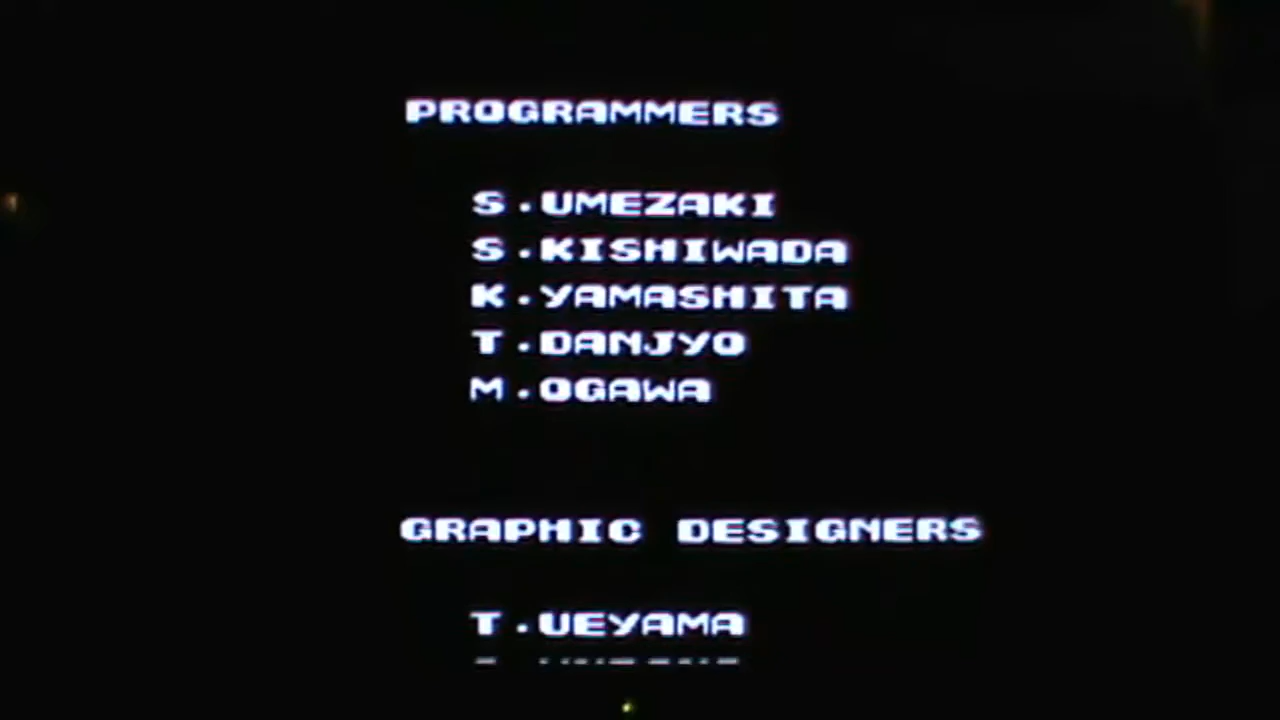 PROGRAMMERS
S.UMEZAKI
S.KISHIWADA
K.YAMASHITA
T.DANJYO
M.OGAWA
GRAPHIC DESIGNERS
T.UEYAMA